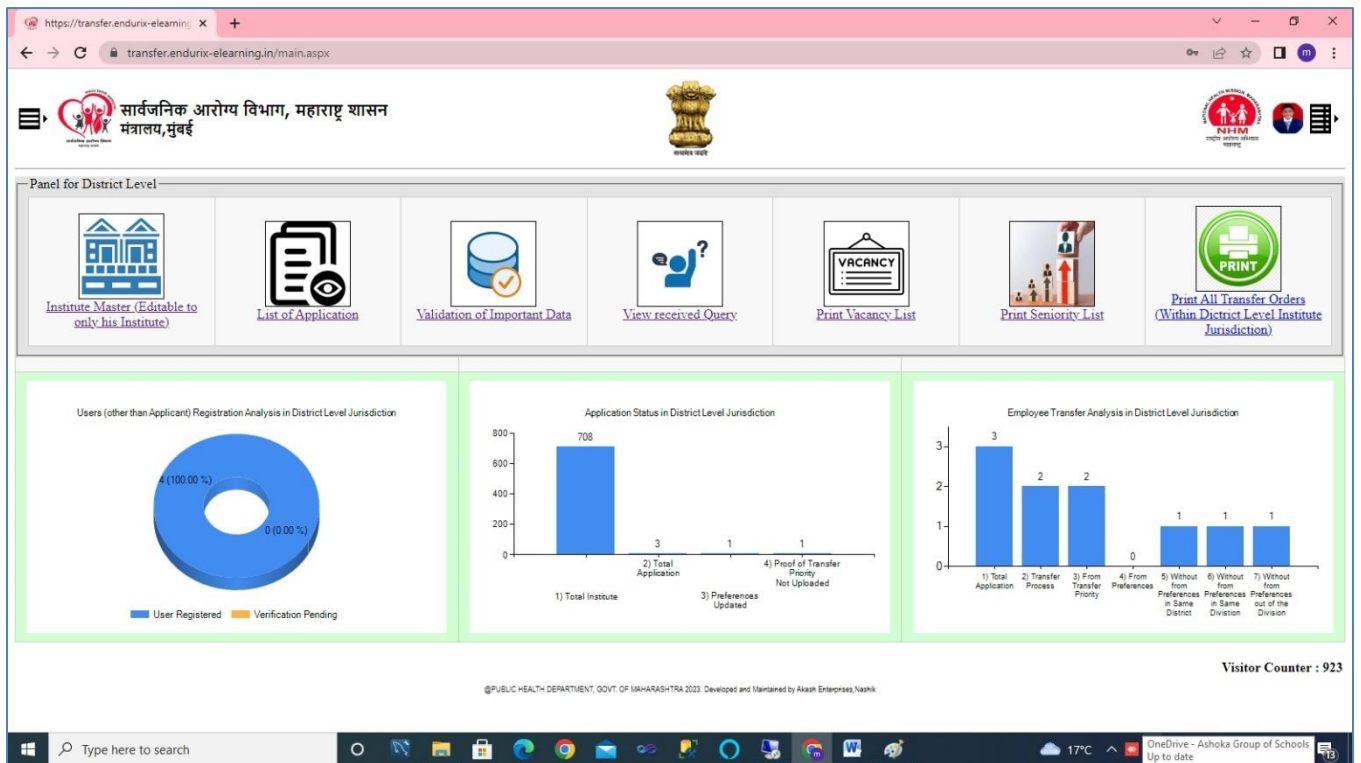 https://transfer.endurix-elearning
transfer.endurix-elearning.in/main.aspx
m
सार्वजनिक आरोग्य विभाग, महाराष्ट्र शासन
मंत्रालय,मुंबई
सत्यमेव जयते
NHM
Panel for District Level
VACANCY
PRINT
Institute Master (Editable to
only his Institute)
List of Application
Validation of Important Data
View received Query
Print Vacancy List
Print Seniority List
Print All Transfer Orders
(Within Dictrict Level Institute
Jurisdiction)
Users (other than Applicant) Registration Analysis in District Level Jurisdiction
4 (100.00 %)
0 (0.00 %)
User Registered
Verification Pending
Application Status in District Level Jurisdiction
800
600
400
200
0
708
3
1
1
1) Total Institute
2) Total
Application
3) Preferences
Updated
4) Proof of Transfer
Priority
Not Uploaded
Employee Transfer Analysis in District Level Jurisdiction
3
2
1
0
3
2
2
0
1
1
1
1) Total
Application
2) Transfer
Process
3) From
Transfer
Priority
4) From
Preferences
5) Without
from
Preferences
in Same
District
6) Without
from
Preferences
in Same
Divistion
7) Without
from
Preferences
out of the
Division
Visitor Counter : 923
@PUBLIC HEALTH DEPARTMENT, GOVT. OF MAHARASHTRA 2023. Developed and Maintained by Akash Enterprises,Nashik
Type here to search
17°C
OneDrive - Ashoka Group of Schools
Up to date
13